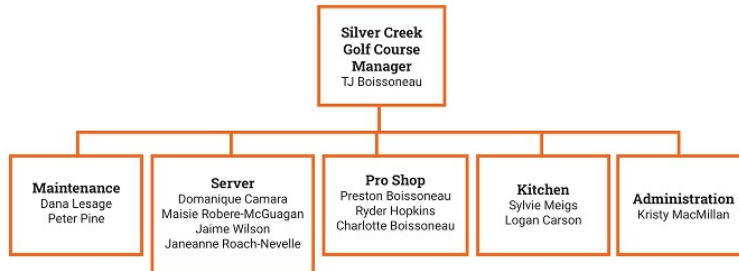 Silver Creek
Golf Course
Manager
TJ Boissoneau
Maintenance
Dana Lesage
Peter Pine
Server
Domanique Camara
Maisie Robere-McGuagan
Jaime Wilson
Janeanne Roach-Nevelle
Pro Shop
Preston Boissoneau
Ryder Hopkins
Charlotte Boissoneau
Kitchen
Sylvie Meigs
Logan Carson
Administration
Kristy MacMillan